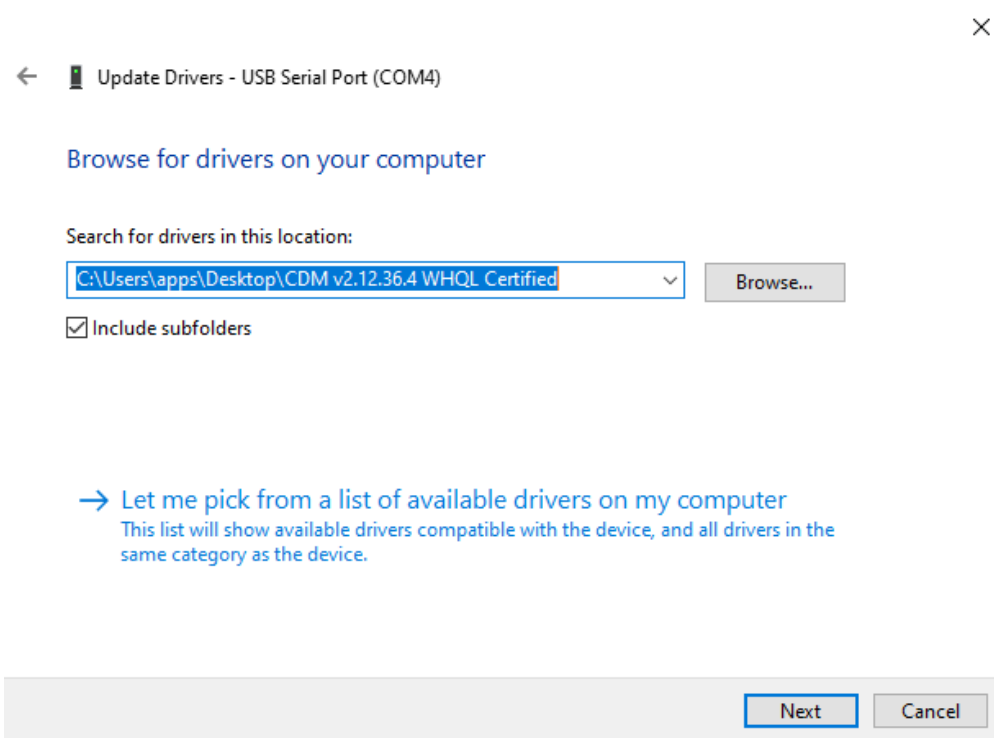 Update Drivers - USB Serial Port (COM4)
Browse for drivers on your computer
Search for drivers in this location:
C:\Users\apps\Desktop\CDM v2.12.36.4 WHQL Certified
Browse...
Include subfolders
Let me pick from a list of available drivers on my computer
This list will show available drivers compatible with the device, and all drivers in the
same category as the device.
Next
Cancel